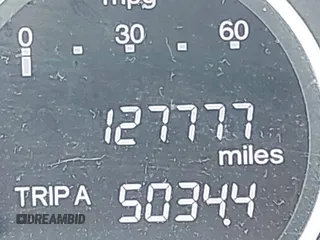 mpg
0 30 60
127777
miles
TRIP A 5034.4
DREAMBID